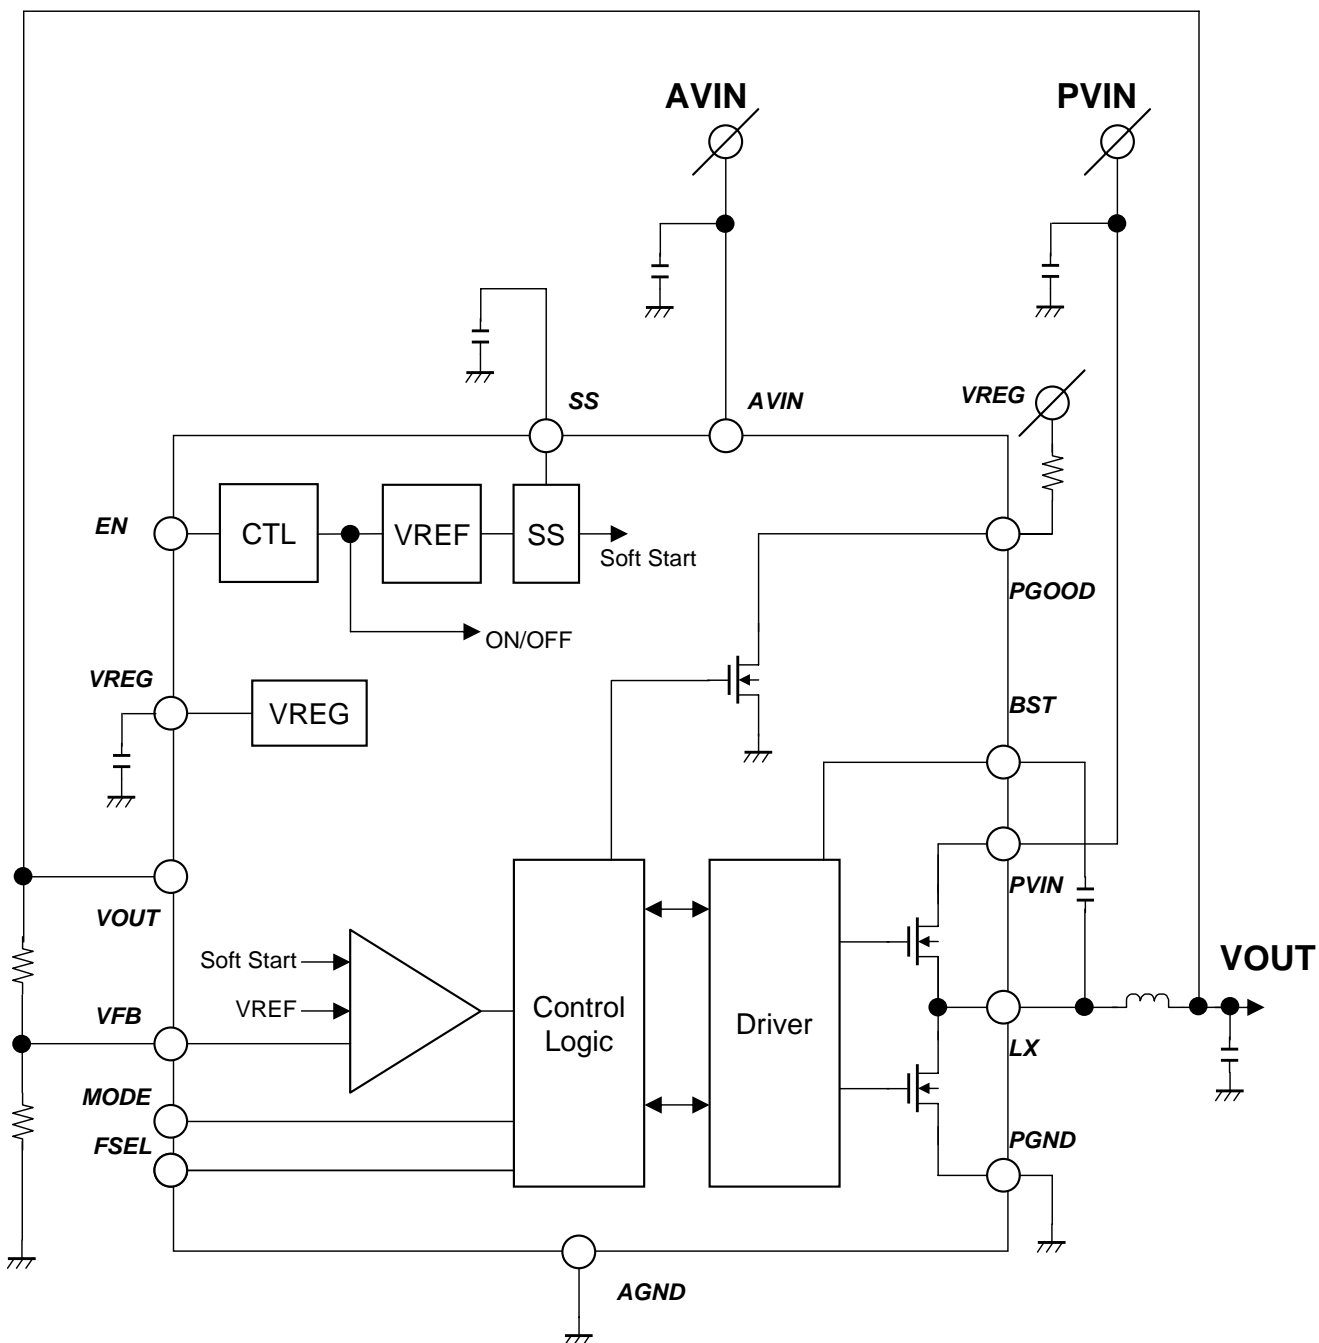 AVIN
PVIN
SS
AVIN
VREG
EN
CTL
VREF
SS
Soft Start
ON/OFF
PGOOD
VREG
VREG
BST
PVIN
VOUT
Soft Start
VREF
VFB
Control
Logic
Driver
VOUT
LX
MODE
FSEL
PGND
AGND